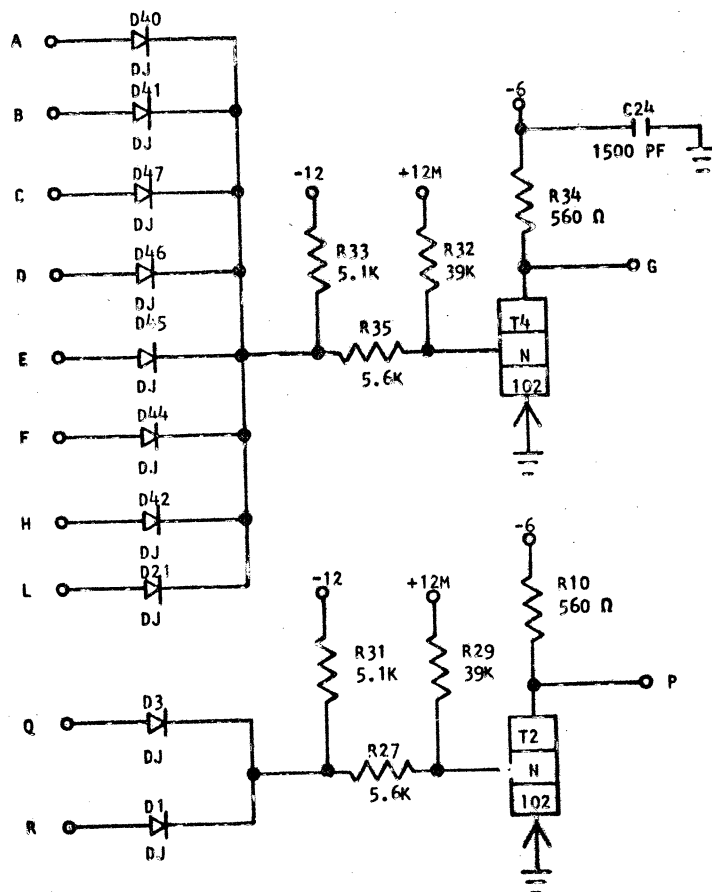 D40
A
DJ
D41
B
DJ
D47
C
DJ
D46
D
DJ
D45
E
DJ
D44
F
DJ
D42
H
DJ
D21
L
DJ
-12
R33
5.1K
+12M
R32
39K
R35
5.6K
-6
C24
1500 PF
R34
560 Ω
G
T4
N
102
D3
Q
DJ
D1
R
DJ
-12
R31
5.1K
+12M
R29
39K
R27
5.6K
-6
R10
560 Ω
P
T2
N
102